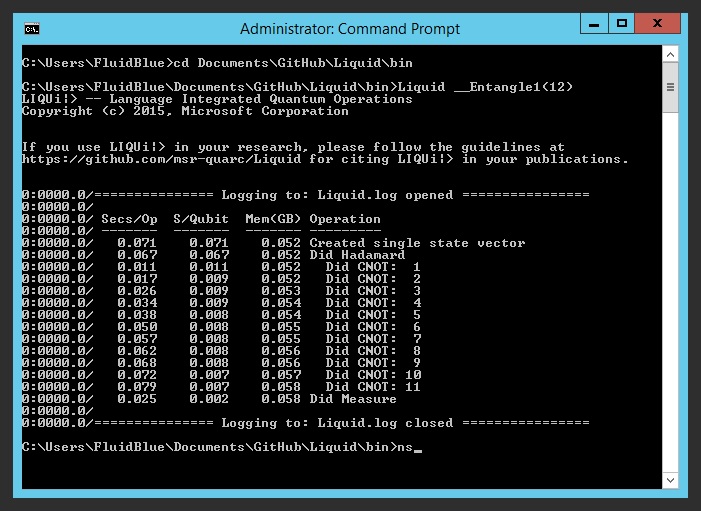 Administrator: Command Prompt
C:\Users\FluidBlue>cd Documents\GitHub\Liquid\bin
C:\Users\FluidBlue\Documents\GitHub\Liquid\bin>Liquid __Entangle1(12)
LIQUi¦> -- Language Integrated Quantum Operations
Copyright (c) 2015, Microsoft Corporation
If you use LIQUi¦> in your research, please follow the guidelines at
https://github.com/msr-quarc/Liquid for citing LIQUi¦> in your publications.
0:0000.0/=============== Logging to: Liquid.log opened ================
0:0000.0/
0:0000.0/ Secs/Op  S/Qubit  Mem(GB) Operation
0:0000.0/ -------  -------  ------- ---------
0:0000.0/   0.071    0.071    0.052 Created single state vector
0:0000.0/   0.067    0.067    0.052 Did Hadamard
0:0000.0/   0.011    0.011    0.052   Did CNOT:  1
0:0000.0/   0.017    0.009    0.052   Did CNOT:  2
0:0000.0/   0.026    0.009    0.053   Did CNOT:  3
0:0000.0/   0.034    0.009    0.054   Did CNOT:  4
0:0000.0/   0.038    0.008    0.054   Did CNOT:  5
0:0000.0/   0.050    0.008    0.055   Did CNOT:  6
0:0000.0/   0.057    0.008    0.055   Did CNOT:  7
0:0000.0/   0.062    0.008    0.056   Did CNOT:  8
0:0000.0/   0.068    0.008    0.056   Did CNOT:  9
0:0000.0/   0.072    0.007    0.057   Did CNOT: 10
0:0000.0/   0.079    0.007    0.058   Did CNOT: 11
0:0000.0/   0.025    0.002    0.058 Did Measure
0:0000.0/
0:0000.0/=============== Logging to: Liquid.log closed ================
C:\Users\FluidBlue\Documents\GitHub\Liquid\bin>ns_